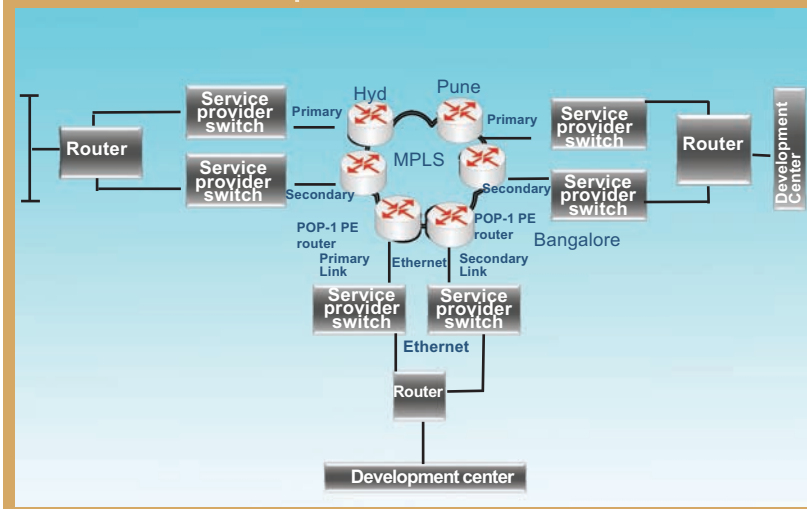 Hyd
Pune
Service
provider
switch
Primary
Primary
Service
provider
switch
Router
MPLS
Router
Development
Center
Service
provider
switch
Secondary
Secondary
Service
provider
switch
POP-1 PE
router
POP-1 PE
router
Bangalore
Primary
Link
Ethernet
Secondary
Link
Service
provider
switch
Service
provider
switch
Ethernet
Router
Development center